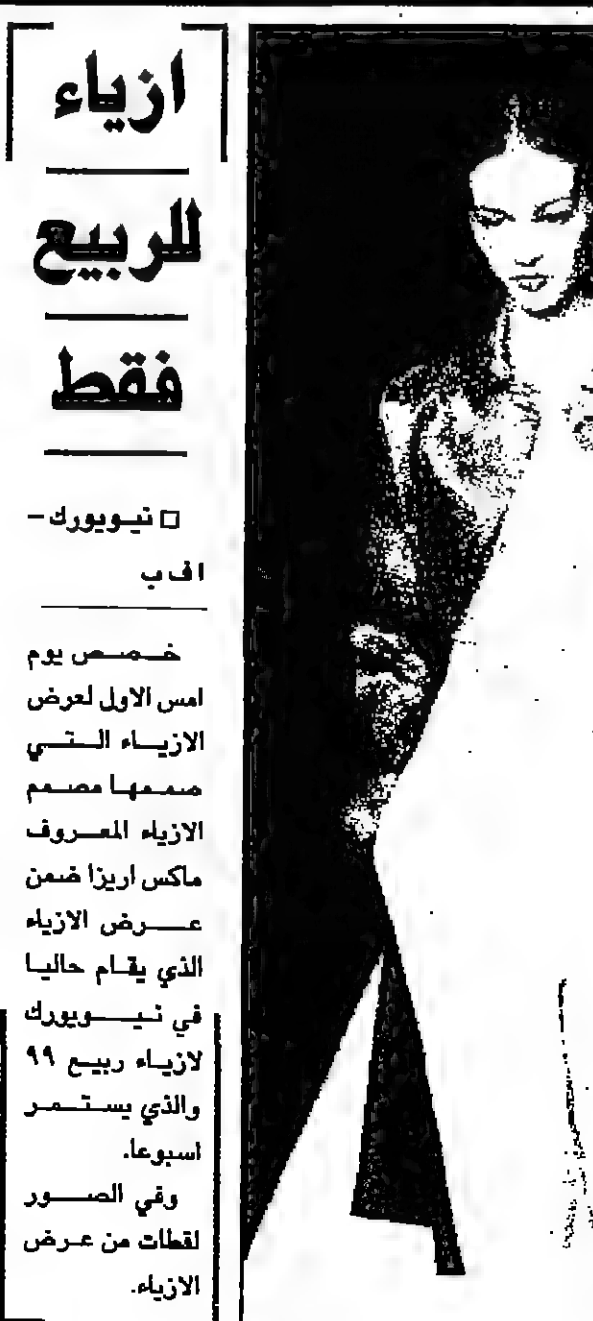 ازياء
للربيع
فقط
□ نيويورك –
اف ب
خصص يوم
امس الاول لعرض
الازياء التي
صممها مصمم
الازياء المعروف
ماكس اريزا ضمن
عرض الازياء
الذي يقام حاليا
في نيويورك
لازياء ربيع ٩٩
والذي يستمر
اسبوعا.
وفي الصور
لقطات من عرض
الازياء.